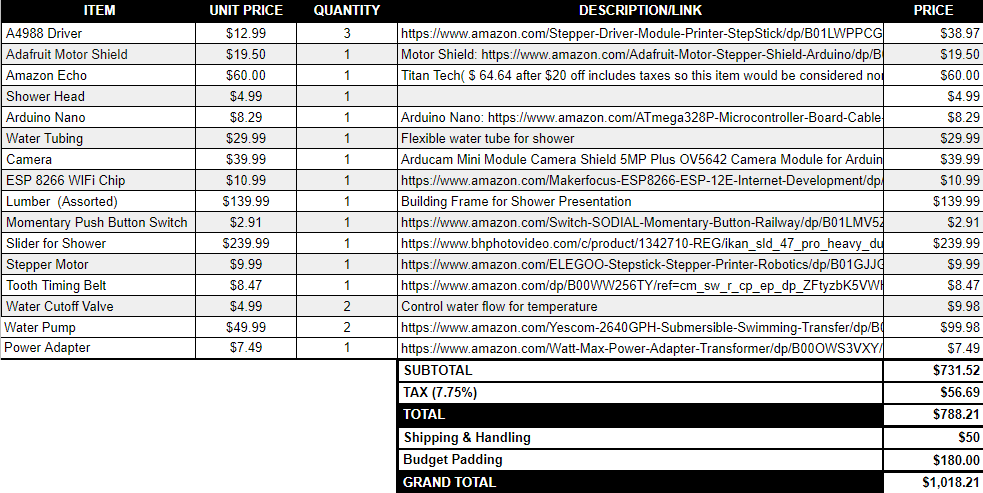 ITEM UNIT PRICE QUANTITY DESCRIPTION/LINK PRICE
A4988 Driver $12.99 3 https://www.amazon.com/Stepper-Driver-Module-Printer-StepStick/dp/B01LWPPCG $38.97
Adafruit Motor Shield $19.50 1 Motor Shield: https://www.amazon.com/Adafruit-Motor-Stepper-Shield-Arduino/dp/B $19.50
Amazon Echo $60.00 1 Titan Tech( $ 64.64 after $20 off includes taxes so this item would be considered nor $60.00
Shower Head $4.99 1 $4.99
Arduino Nano $8.29 1 Arduino Nano: https://www.amazon.com/ATmega328P-Microcontroller-Board-Cable- $8.29
Water Tubing $29.99 1 Flexible water tube for shower $29.99
Camera $39.99 1 Arducam Mini Module Camera Shield 5MP Plus OV5642 Camera Module for Arduin $39.99
ESP 8266 WIFi Chip $10.99 1 https://www.amazon.com/Makerfocus-ESP8266-ESP-12E-Internet-Development/dp/ $10.99
Lumber (Assorted) $139.99 1 Building Frame for Shower Presentation $139.99
Momentary Push Button Switch $2.91 1 https://www.amazon.com/Switch-SODIAL-Momentary-Button-Railway/dp/B01LMV5Z $2.91
Slider for Shower $239.99 1 https://www.bhphotovideo.com/c/product/1342710-REG/ikan_sld_47_pro_heavy_du $239.99
Stepper Motor $9.99 1 https://www.amazon.com/ELEGOO-Stepstick-Stepper-Printer-Robotics/dp/B01GJJG $9.99
Tooth Timing Belt $8.47 1 https://www.amazon.com/dp/B00WW256TY/ref=cm_sw_r_cp_ep_dp_ZFtyzbK5VWH $8.47
Water Cutoff Valve $4.99 2 Control water flow for temperature $9.98
Water Pump $49.99 2 https://www.amazon.com/Yescom-2640GPH-Submersible-Swimming-Transfer/dp/B0 $99.98
Power Adapter $7.49 1 https://www.amazon.com/Watt-Max-Power-Adapter-Transformer/dp/B00OWS3VXY/ $7.49
SUBTOTAL $731.52
TAX (7.75%) $56.69
TOTAL $788.21
Shipping & Handling $50
Budget Padding $180.00
GRAND TOTAL $1,018.21